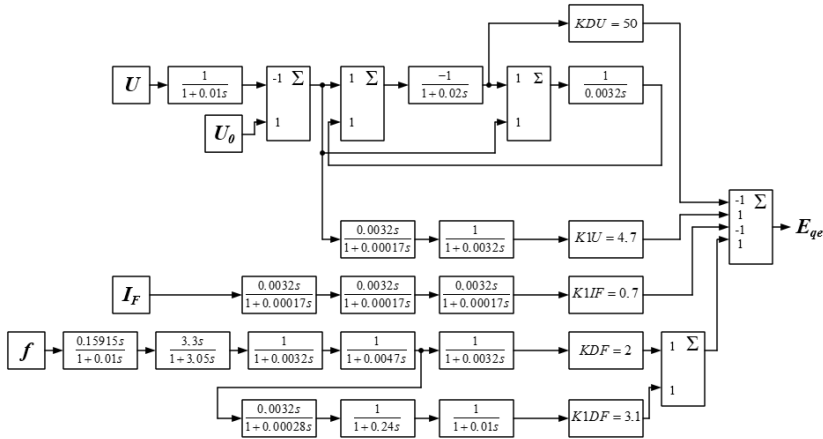 KDU = 50
U
1
1+0.01s
-1 Σ
1
1 Σ
1
-1
1+0.02s
1 Σ
1
1
0.0032s
U0
0.0032s
1+0.00017s
1
1+0.0032s
K1U = 4.7
-1 Σ
1
-1
1
Eqe
IF
0.0032s
1+0.00017s
0.0032s
1+0.00017s
0.0032s
1+0.00017s
K1IF = 0.7
f
0.15915s
1+0.01s
3.3s
1+3.05s
1
1+0.0032s
1
1+0.0047s
1
1+0.0032s
KDF = 2
1 Σ
1
0.0032s
1+0.00028s
1
1+0.24s
1
1+0.01s
K1DF = 3.1